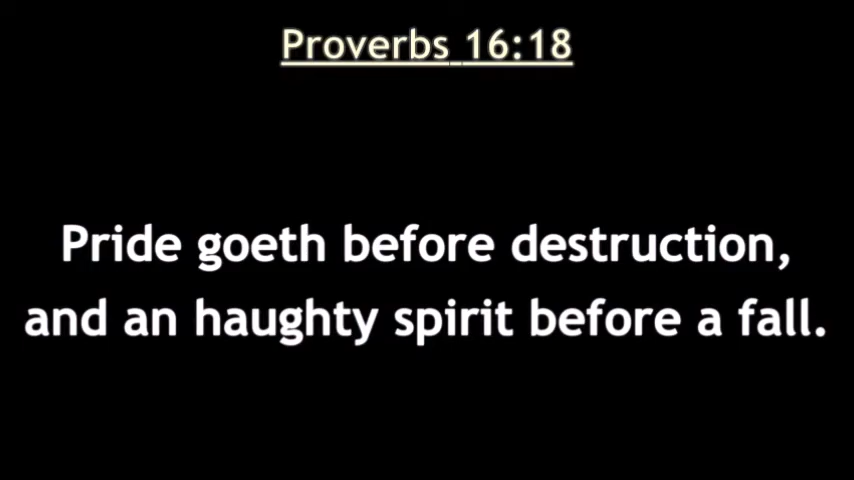 Proverbs 16:18
Pride goeth before destruction,
and an haughty spirit before a fall.